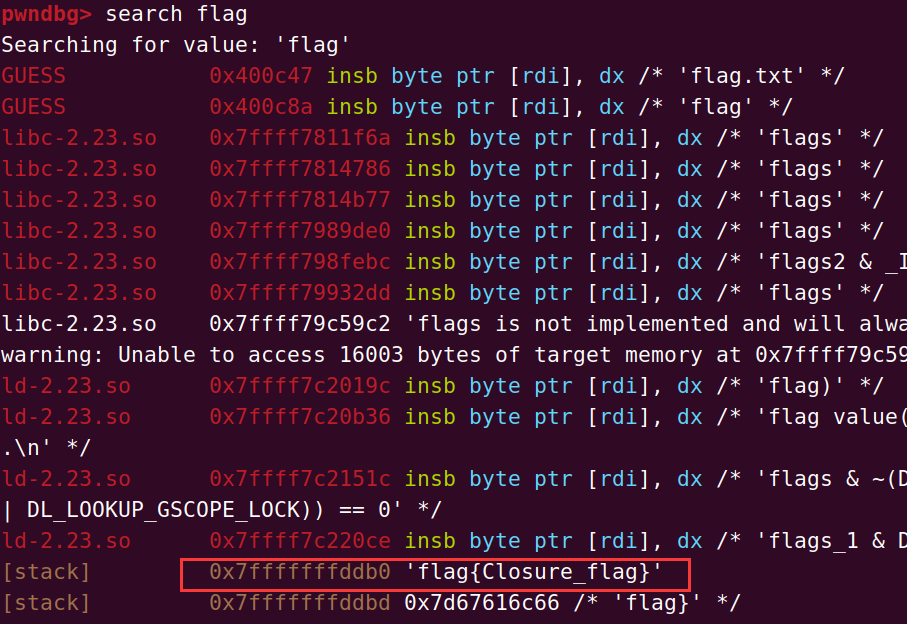 pwndbg> search flag
Searching for value: 'flag'
GUESS 0x400c47 insb byte ptr [rdi], dx /* 'flag.txt' */
GUESS 0x400c8a insb byte ptr [rdi], dx /* 'flag' */
libc-2.23.so 0x7ffff7811f6a insb byte ptr [rdi], dx /* 'flags' */
libc-2.23.so 0x7ffff7814786 insb byte ptr [rdi], dx /* 'flags' */
libc-2.23.so 0x7ffff7814b77 insb byte ptr [rdi], dx /* 'flags' */
libc-2.23.so 0x7ffff7989de0 insb byte ptr [rdi], dx /* 'flags' */
libc-2.23.so 0x7ffff798febc insb byte ptr [rdi], dx /* 'flags2 & _I
libc-2.23.so 0x7ffff79932dd insb byte ptr [rdi], dx /* 'flags' */
libc-2.23.so 0x7ffff79c59c2 'flags is not implemented and will alwa
warning: Unable to access 16003 bytes of target memory at 0x7ffff79c59
ld-2.23.so 0x7ffff7c2019c insb byte ptr [rdi], dx /* 'flag)' */
ld-2.23.so 0x7ffff7c20b36 insb byte ptr [rdi], dx /* 'flag value(
.\n' */
ld-2.23.so 0x7ffff7c2151c insb byte ptr [rdi], dx /* 'flags & ~(D
| DL_LOOKUP_GSCOPE_LOCK)) == 0' */
ld-2.23.so 0x7ffff7c220ce insb byte ptr [rdi], dx /* 'flags_1 & D
[stack] 0x7fffffffddb0 'flag{Closure_flag}'
[stack] 0x7fffffffddbd 0x7d67616c66 /* 'flag}' */